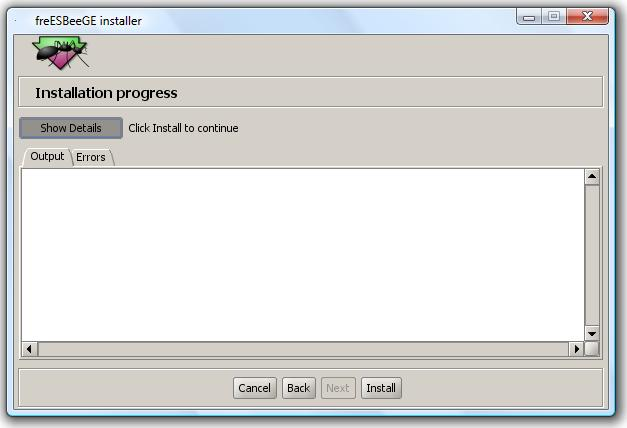 freESBeeGE installer
Installation progress
Show Details Click Install to continue
Output Errors
Cancel Back Next Install